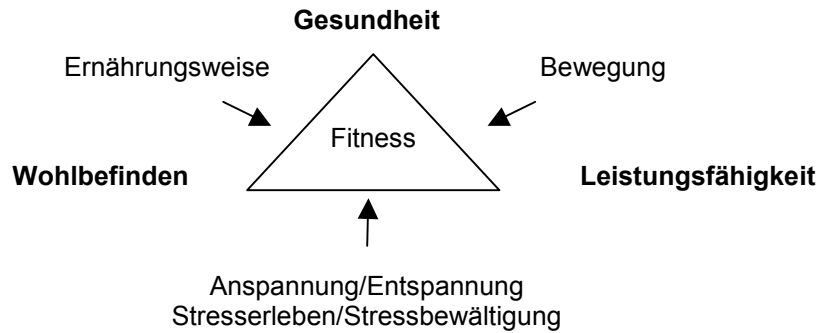 Gesundheit
Ernährungsweise
Bewegung
Fitness
Wohlbefinden
Leistungsfähigkeit
Anspannung/Entspannung
Stresserleben/Stressbewältigung